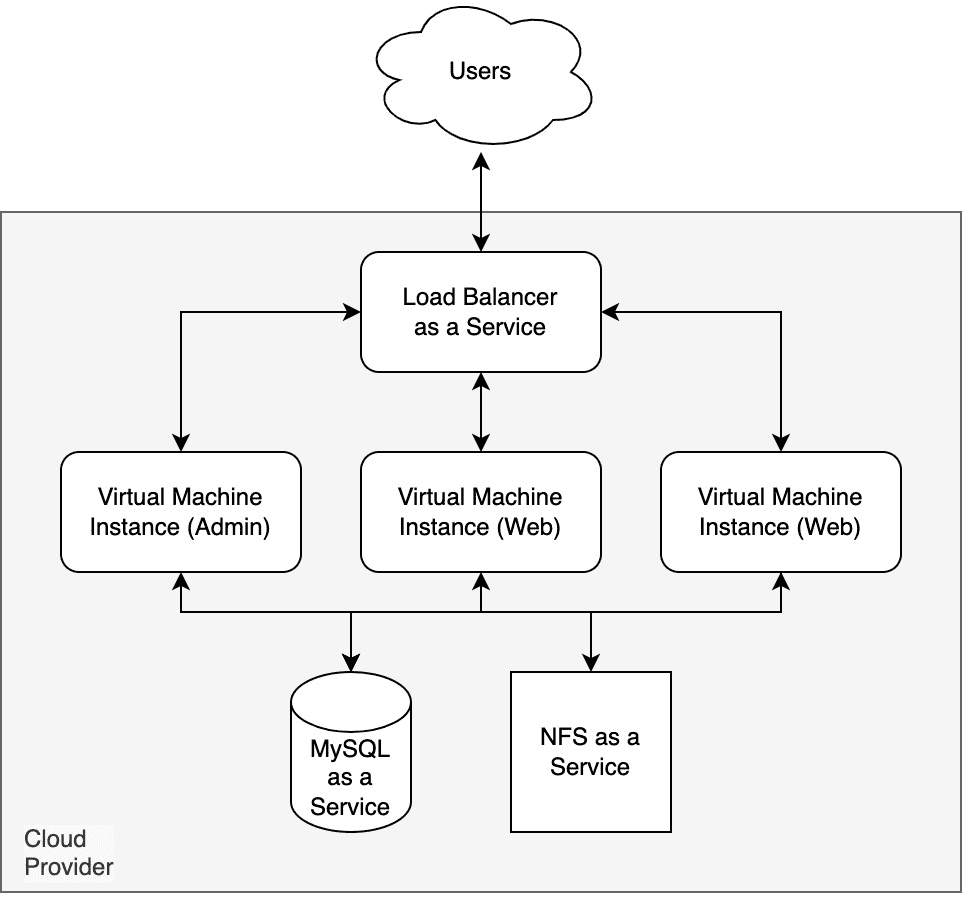 Users
Load Balancer
as a Service
Virtual Machine
Instance (Admin)
Virtual Machine
Instance (Web)
Virtual Machine
Instance (Web)
MySQL
as a
Service
NFS as a
Service
Cloud
Provider